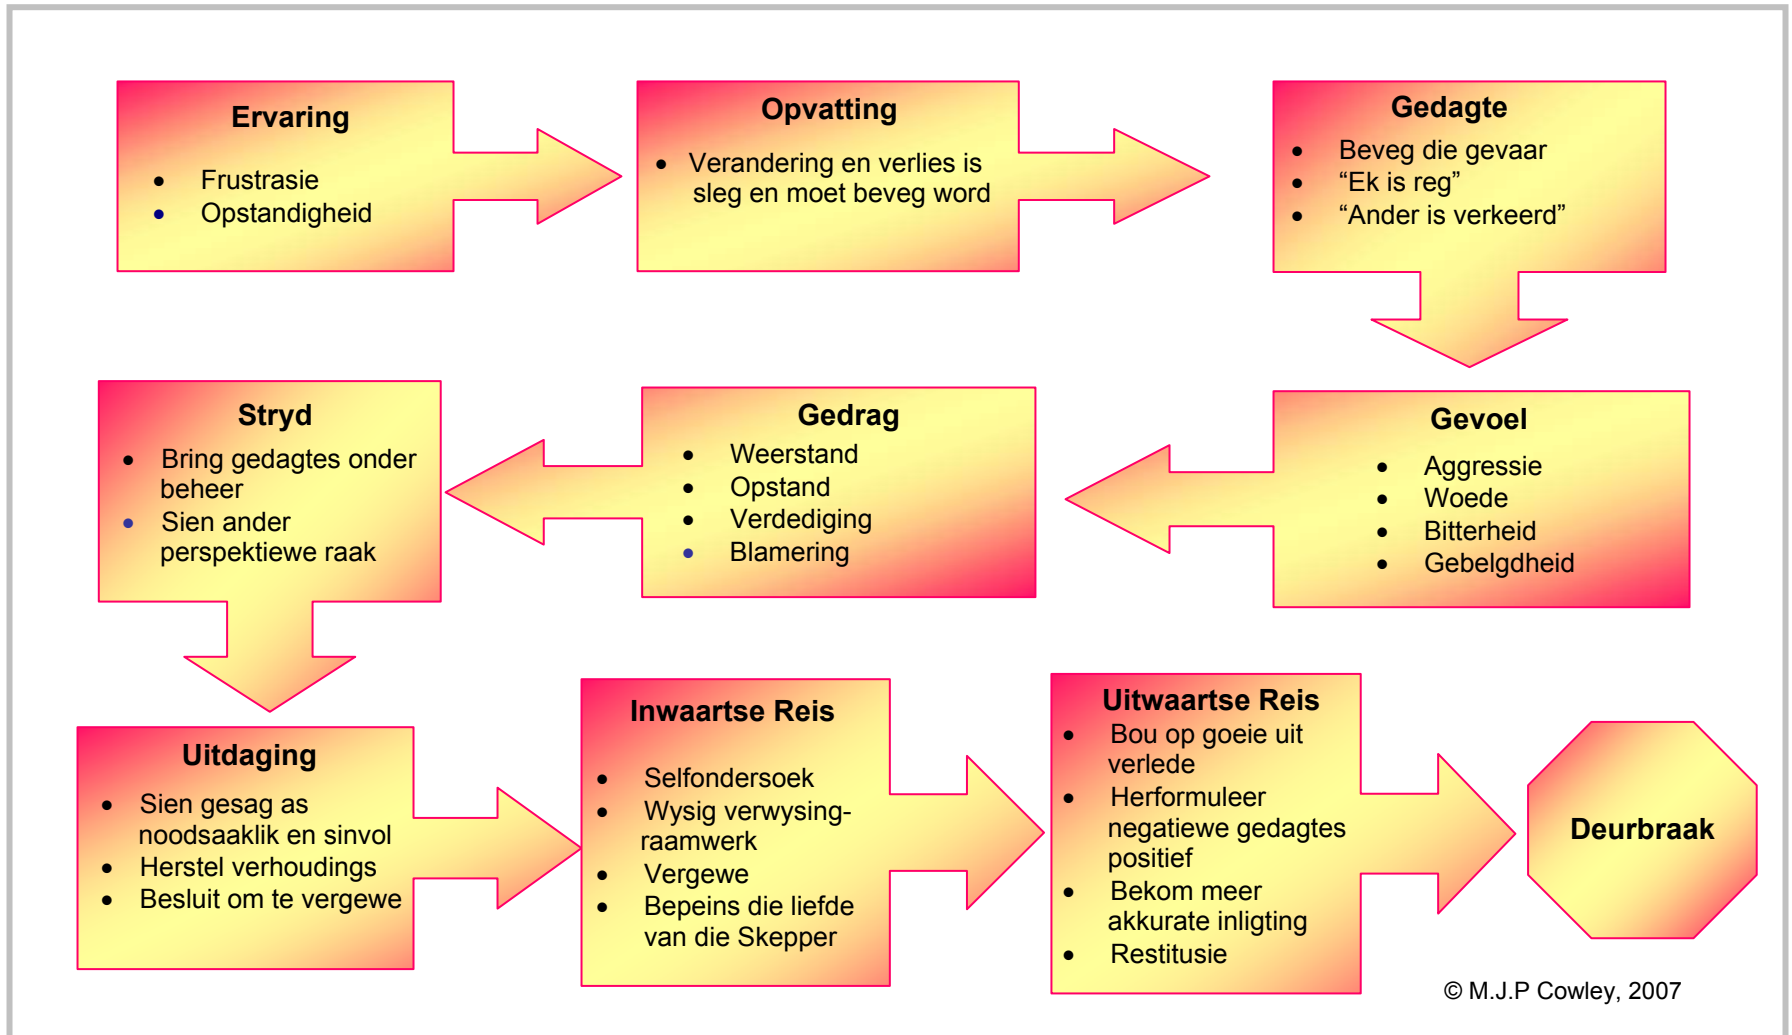 Ervaring
• Frustrasie
• Opstandigheid
Opvatting
• Verandering en verlies is
sleg en moet beveg word
Gedagte
• Beveg die gevaar
• “Ek is reg”
• “Ander is verkeerd”
Gevoel
• Aggressie
• Woede
• Bitterheid
• Gebelgdheid
Gedrag
• Weerstand
• Opstand
• Verdediging
• Blamering
Stryd
• Bring gedagtes onder
beheer
• Sien ander
perspektiewe raak
Uitdaging
• Sien gesag as
noodsaaklik en sinvol
• Herstel verhoudings
• Besluit om te vergewe
Inwaartse Reis
• Selfondersoek
• Wysig verwysing-
raamwerk
• Vergewe
• Bepeins die liefde
van die Skepper
Uitwaartse Reis
• Bou op goeie uit
verlede
• Herformuleer
negatiewe gedagtes
positief
• Bekom meer
akkurate inligting
• Restitusie
Deurbraak
© M.J.P Cowley, 2007